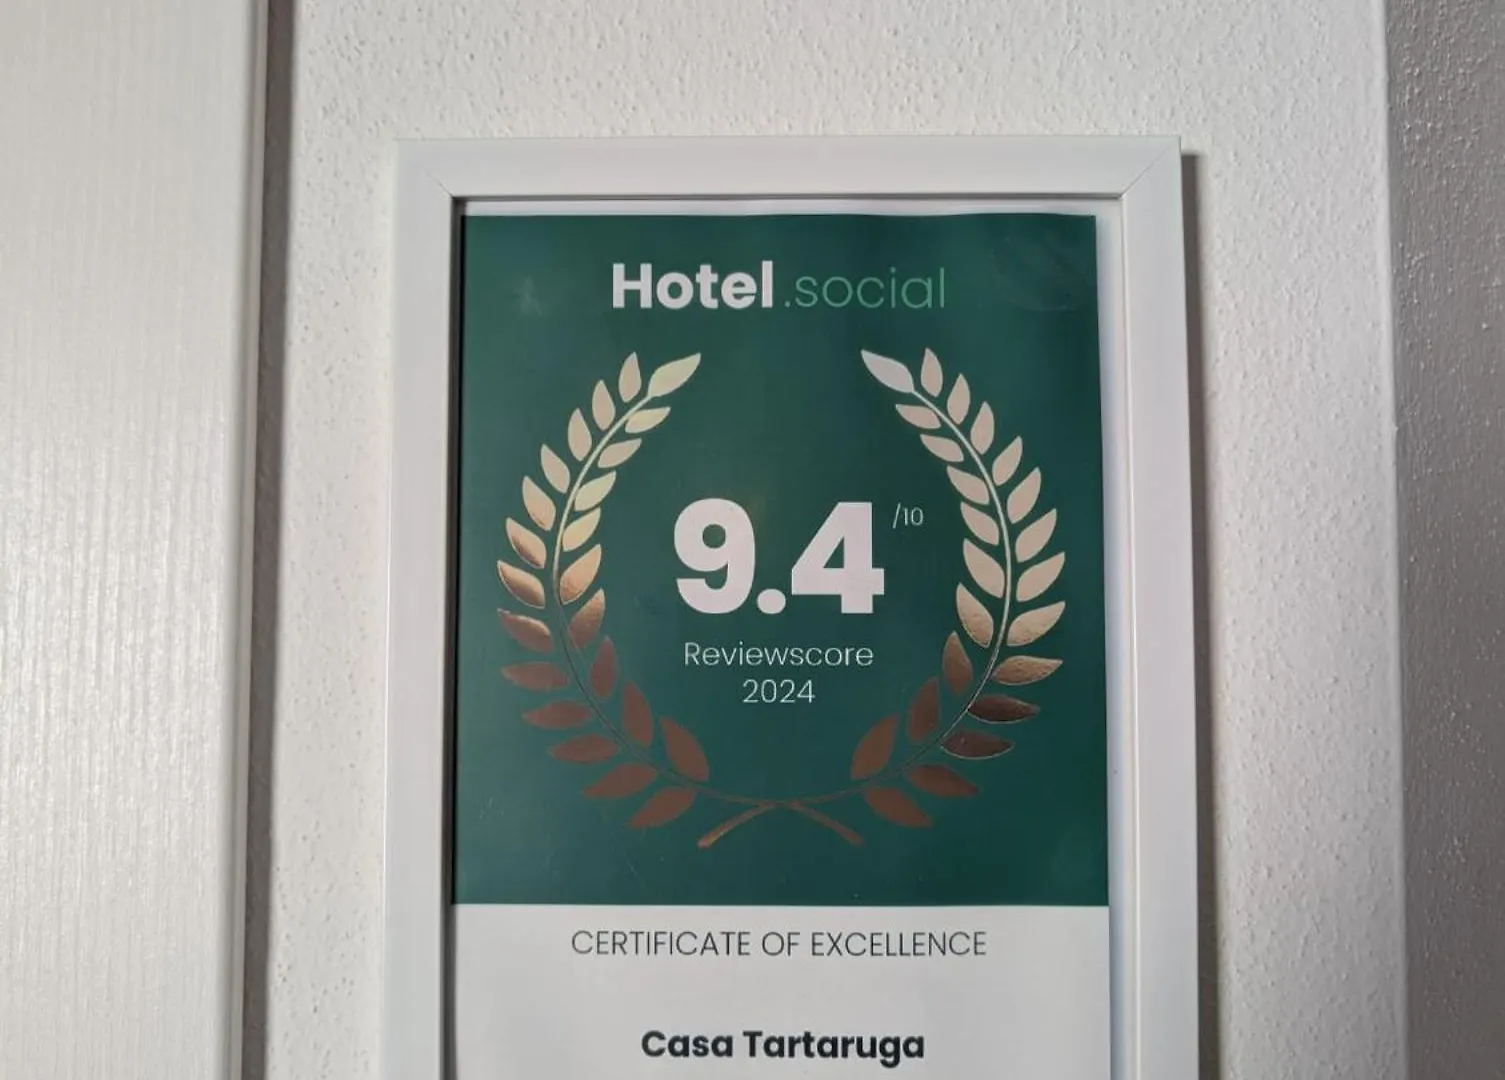 Hotel.social
9.4 /10
Reviewscore
2024
CERTIFICATE OF EXCELLENCE
Casa Tartaruga